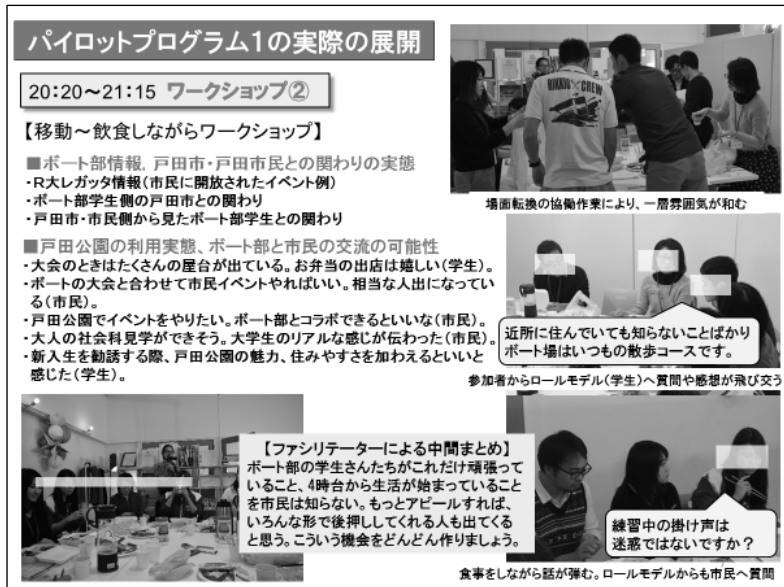 パイロットプログラム1の実際の展開
20:20~21:15 ワークショップ②
【移動~飲食しながらワークショップ】
■ボート部情報, 戸田市・戸田市民との関わりの実態
・R大レガッタ情報(市民に開放されたイベント例)
・ボート部学生側の戸田市との関わり
・戸田市・市民側から見たボート部学生との関わり
■戸田公園の利用実態、ボート部と市民の交流の可能性
・大会のときはたくさんの屋台が出ている。お弁当の出店は嬉しい(学生)。
・ボートの大会と合わせて市民イベントやればいい。相当な人出になってい
る(市民)。
・戸田公園でイベントをやりたい。ボート部とコラボできるといいな(市民)。
・大人の社会科見学ができそう。大学生のリアルな感じが伝わった(市民)。
・新入生を勧誘する際、戸田公園の魅力、住みやすさを加えるといいと
感じた(学生)。
RIKKYO CREW
場面転換の協働作業により、一層雰囲気が和む
近所に住んでいても知らないことばかり
ボート場はいつもの散歩コースです。
参加者からロールモデル(学生)へ質問や感想が飛び交う
【ファシリテーターによる中間まとめ】
ボート部の学生さんたちがこれだけ頑張って
いること、4時台から生活が始まっていること
を市民は知らない。もっとアピールすれば、
いろんな形で後押ししてくれる人も出てくる
と思う。こういう機会をどんどん作りましょう。
練習中の掛け声は
迷惑ではないですか?
食事をしながら話が弾む。ロールモデルからも市民へ質問